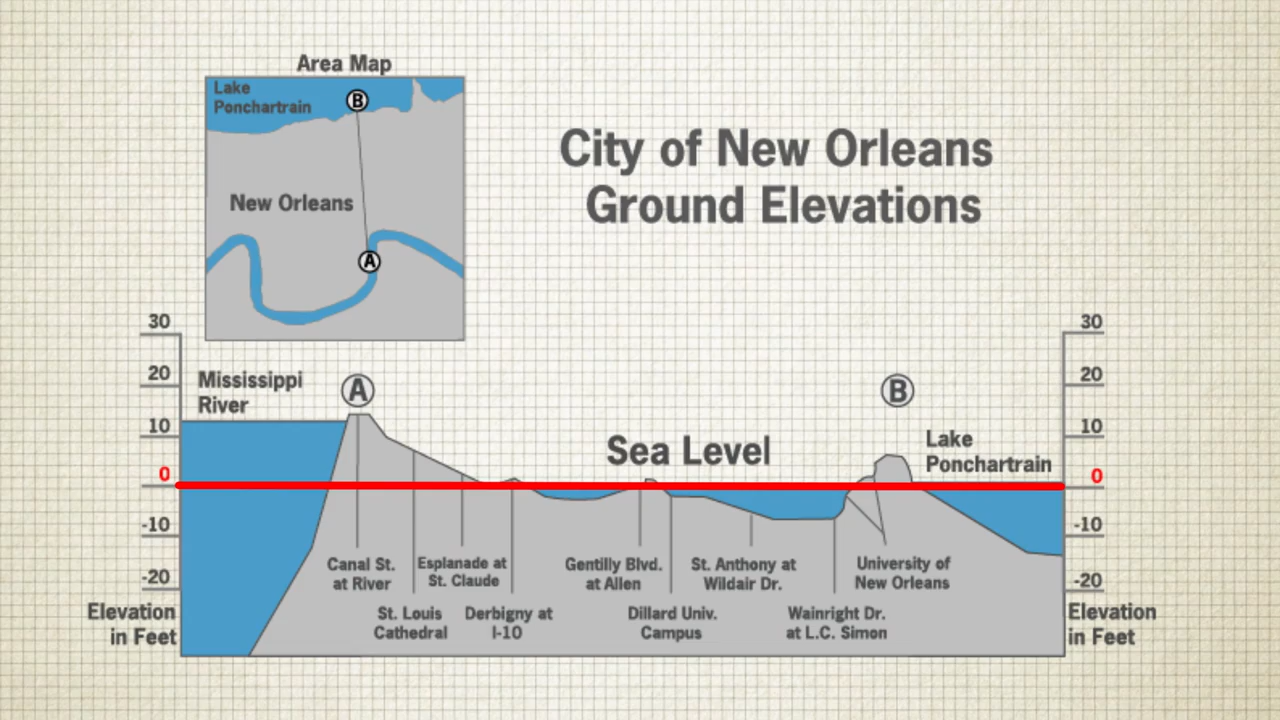 Area Map
Lake
Ponchartrain
B
New Orleans
A
City of New Orleans
Ground Elevations
30
20
10
0
-10
-20
Elevation
in Feet
Mississippi
River
A
Sea Level
B
Lake
Ponchartrain
30
20
10
0
-10
-20
Elevation
in Feet
Canal St.
at River
Esplanade at
St. Claude
Gentilly Blvd.
at Allen
St. Anthony at
Wildair Dr.
University of
New Orleans
St. Louis
Cathedral
Derbigny at
I-10
Dillard Univ.
Campus
Wainright Dr.
at L.C. Simon